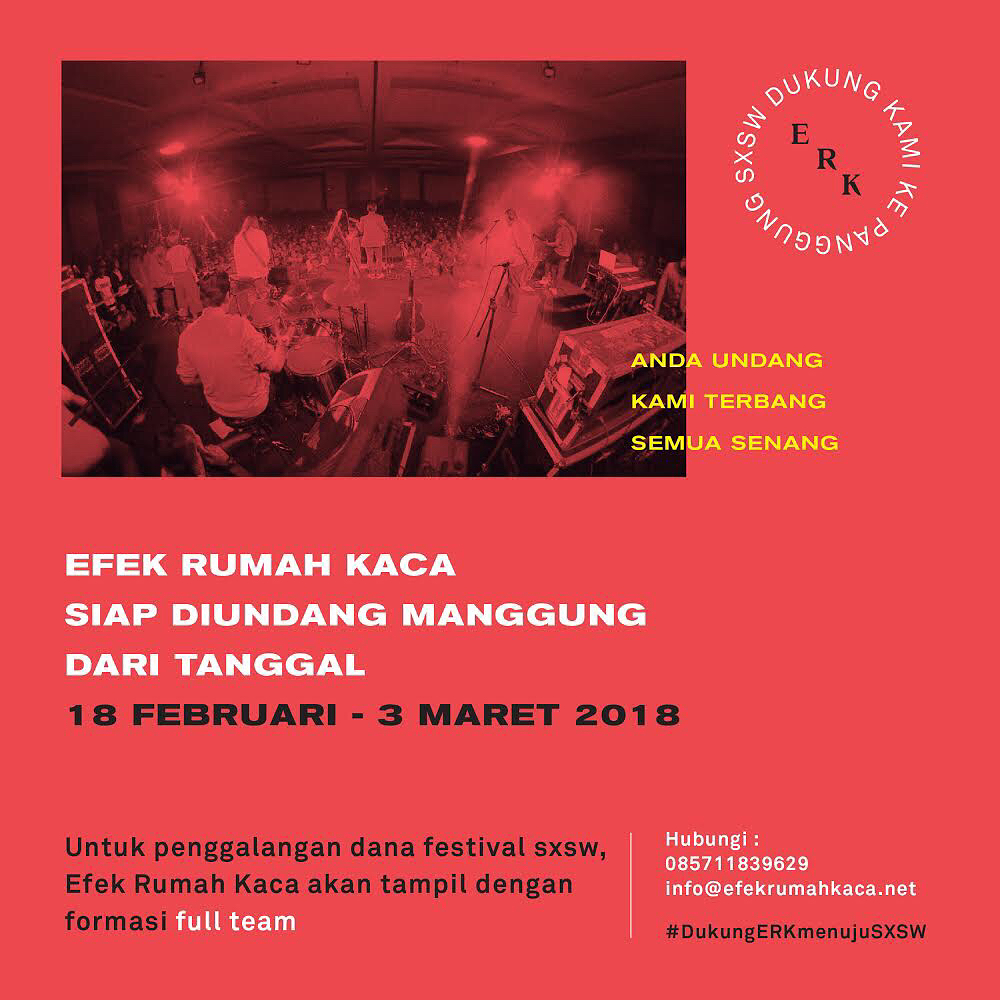 DUKUNG KAMI KE PANGGUNG SXSW
E
R
K
ANDA UNDANG
KAMI TERBANG
SEMUA SENANG
EFEK RUMAH KACA
SIAP DIUNDANG MANGGUNG
DARI TANGGAL
18 FEBRUARI - 3 MARET 2018
Untuk penggalangan dana festival sxsw,
Efek Rumah Kaca akan tampil dengan
formasi full team
Hubungi :
085711839629
info@efekrumahkaca.net
#DukungERKmenujuSXSW